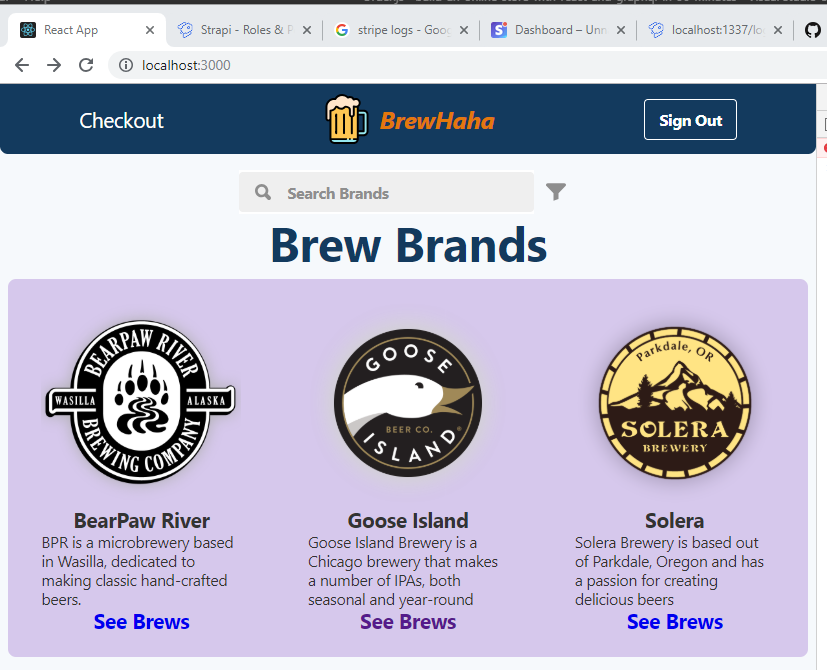 React App
Strapi - Roles & P
stripe logs - Goog
Dashboard – Unn
localhost:1337/lo
localhost:3000
Checkout
BrewHaha
Sign Out
Search Brands
Brew Brands
BEARPAW RIVER
WASILLA
ALASKA
BREWING COMPANY
GOOSE
BEER CO.
ISLAND
Parkdale, OR
SOLERA
BREWERY
BearPaw River
BPR is a microbrewery based
in Wasilla, dedicated to
making classic hand-crafted
beers.
See Brews
Goose Island
Goose Island Brewery is a
Chicago brewery that makes
a number of IPAs, both
seasonal and year-round
See Brews
Solera
Solera Brewery is based out
of Parkdale, Oregon and has
a passion for creating
delicious beers
See Brews